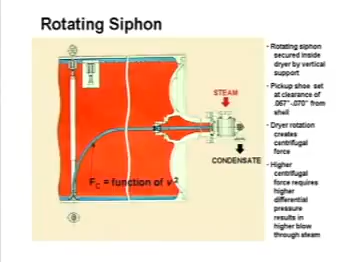 Rotating Siphon
STEAM
CONDENSATE
FC = function of v 2
- Rotating siphon
secured inside
dryer by vertical
support
- Pickup shoe set
at clearance of
.067"-.070" from
shell
- Dryer rotation
creates
centrifugal
force
- Higher
centrifugal
force requires
higher
differential
pressure
results in
higher blow
through steam